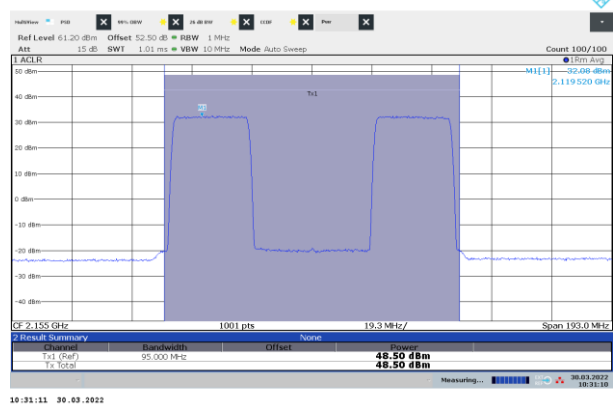 MultiView PSD X 99% OBW X 26 dB BW X CCDF X Pwr X
Ref Level 61.20 dBm Offset 52.50 dB RBW 1 MHz
Att 15 dB SWT 1.01 ms VBW 10 MHz Mode Auto Sweep Count 100/100
1 ACLR 1Rm Avg
50 dBm M1[1] 32.08 dBm
2.119520 GHz
Tx1
40 dBm
M1
30 dBm
20 dBm
10 dBm
0 dBm
-10 dBm
-20 dBm
-30 dBm
-40 dBm
CF 2.155 GHz 1001 pts 19.3 MHz/ Span 193.0 MHz
2 Result Summary None
Channel Bandwidth Offset Power
Tx1 (Ref) 95.000 MHz 48.50 dBm
Tx Total 48.50 dBm
Measuring... 30.03.2022
10:31:10
10:31:11 30.03.2022